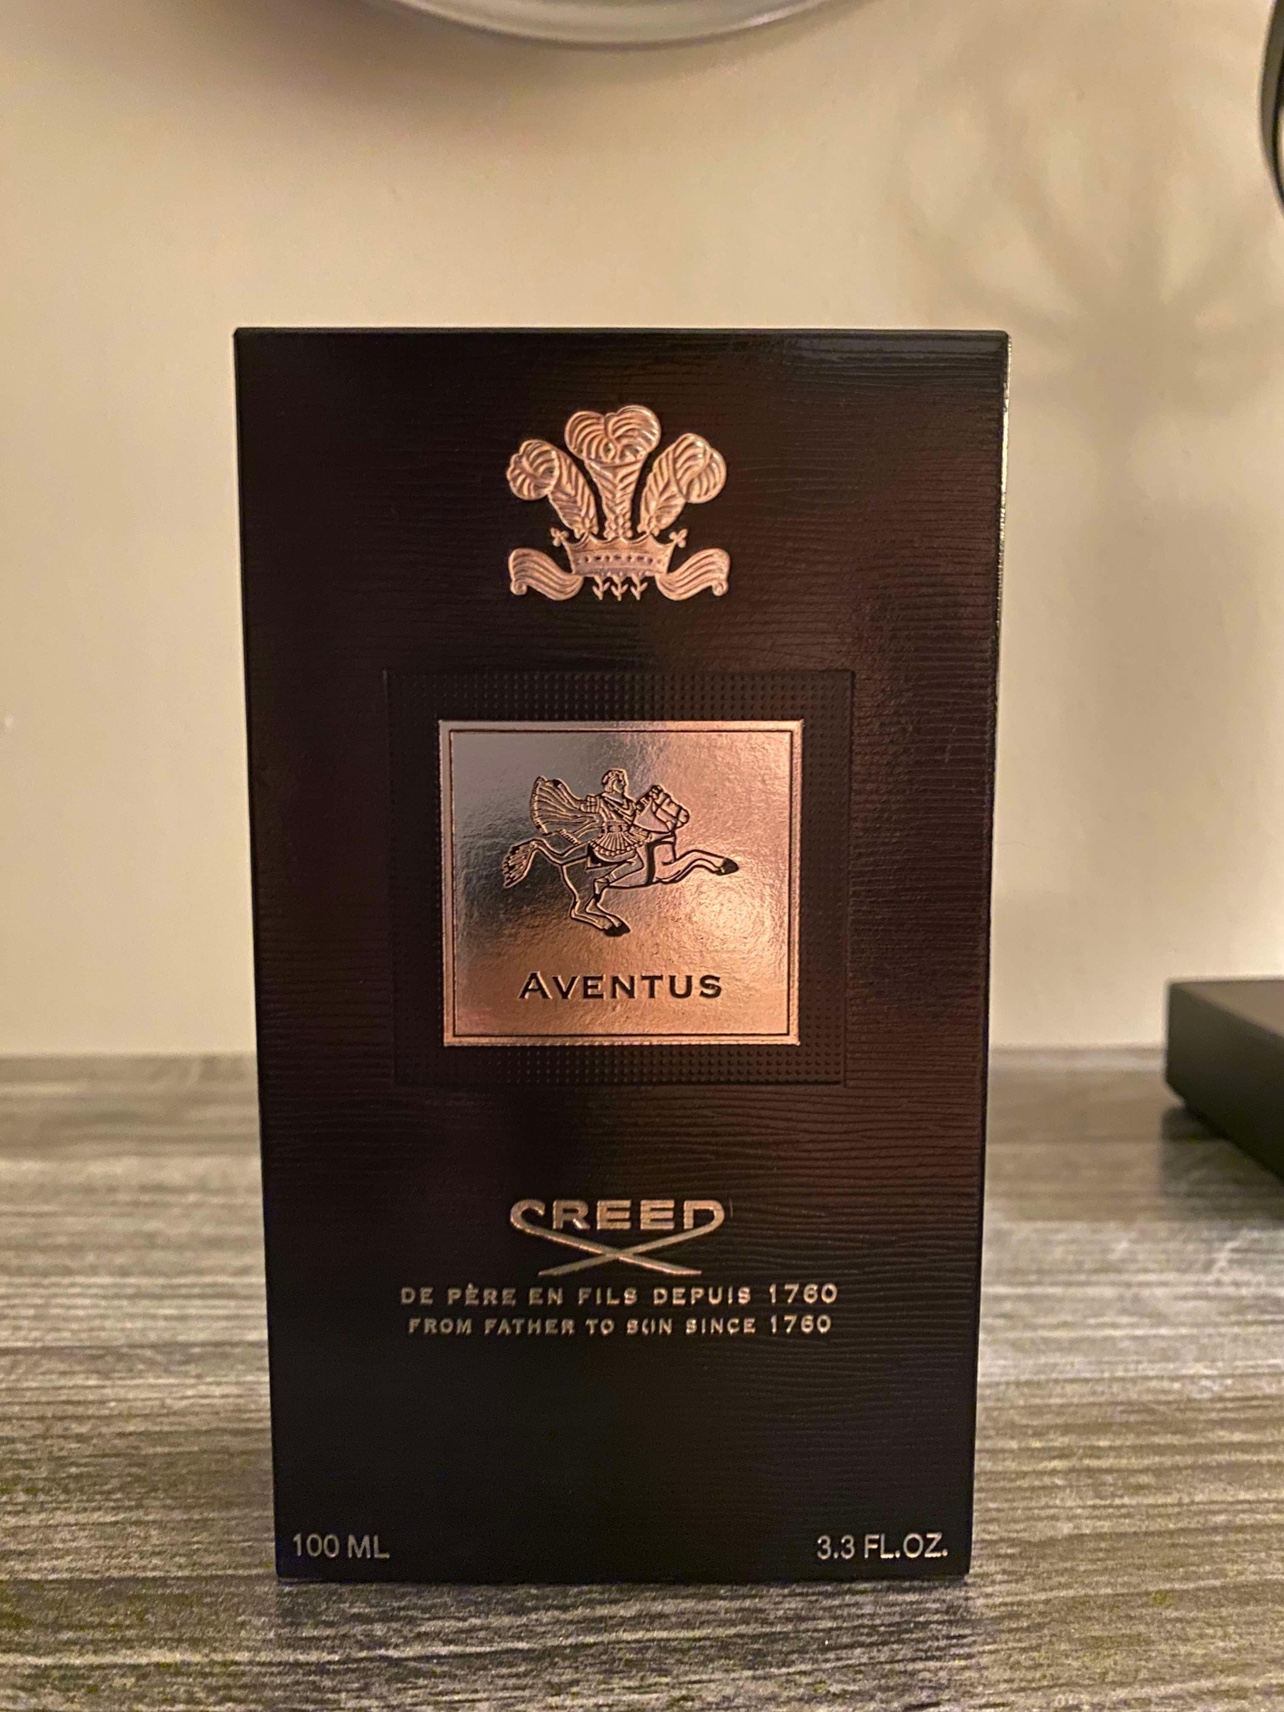 AVENTUS
CREED
DE PÈRE EN FILS DEPUIS 1760
FROM FATHER TO SON SINCE 1760
100 ML
3.3 FL.OZ.